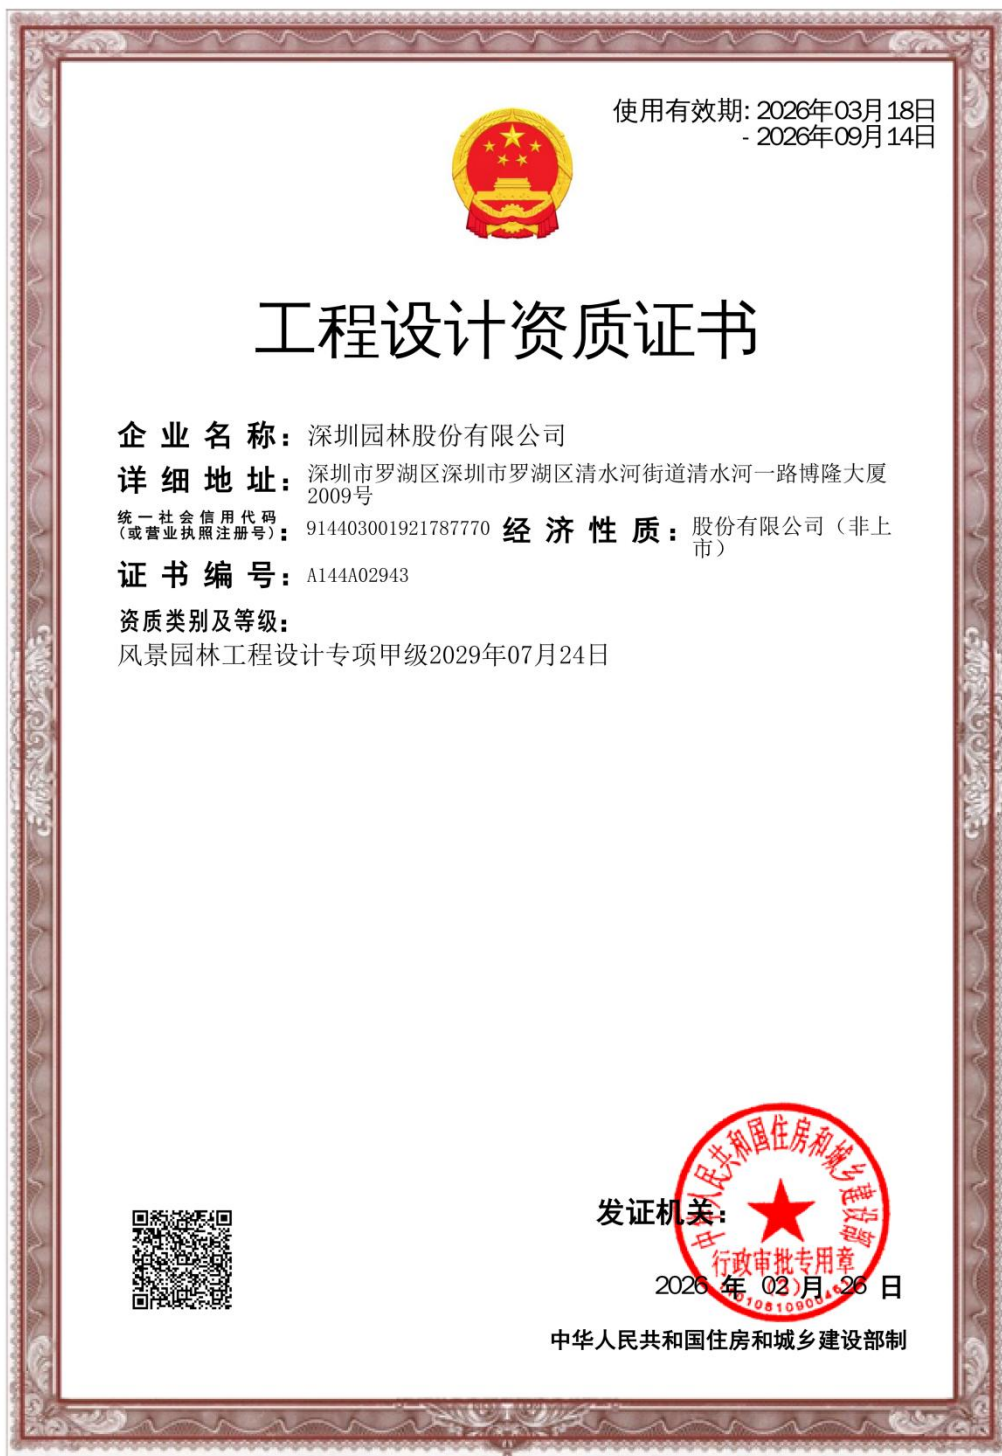 使用有效期: 2026年03月18日
- 2026年09月14日
工程设计资质证书
企业名称：深圳园林股份有限公司
详细地址：深圳市罗湖区深圳市罗湖区清水河街道清水河一路博隆大厦
2009号
统一社会信用代码
(或营业执照注册号)：914403001921787770 经济性质：股份有限公司（非上
市）
证书编号：A144A02943
资质类别及等级：
风景园林工程设计专项甲级2029年07月24日
中华人民共和国住房和城乡建设部
发证机关：
行政审批专用章
(3)
2026 年 02 月 26 日
中华人民共和国住房和城乡建设部制